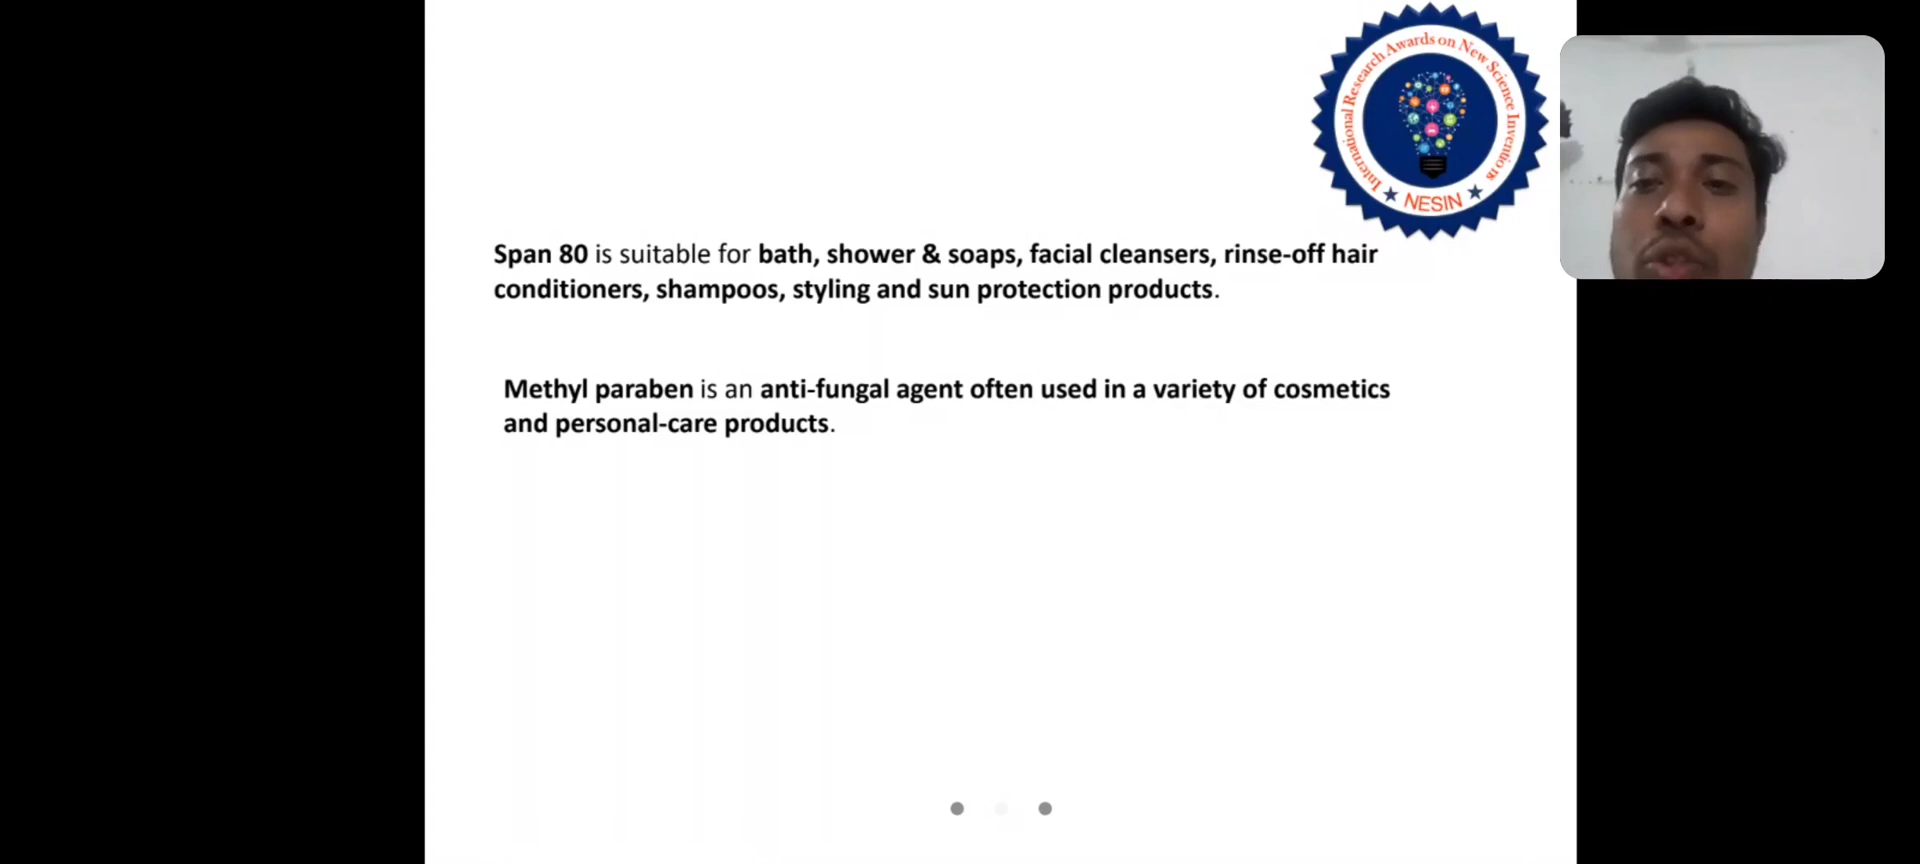 International Research Awards on New Science Inventions
NESIN
Span 80 is suitable for bath, shower & soaps, facial cleansers, rinse-off hair
conditioners, shampoos, styling and sun protection products.
Methyl paraben is an anti-fungal agent often used in a variety of cosmetics
and personal-care products.